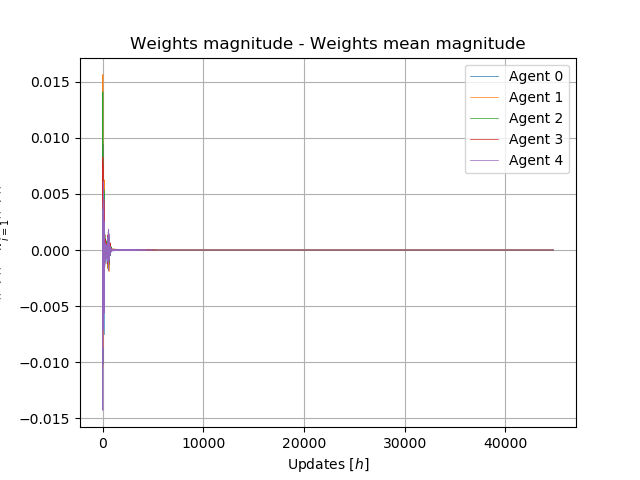 Weights magnitude - Weights mean magnitude
Agent 0
Agent 1
Agent 2
Agent 3
Agent 4
0.015
0.010
0.005
0.000
−0.005
−0.010
−0.015
0
10000
20000
30000
40000
Updates [h]